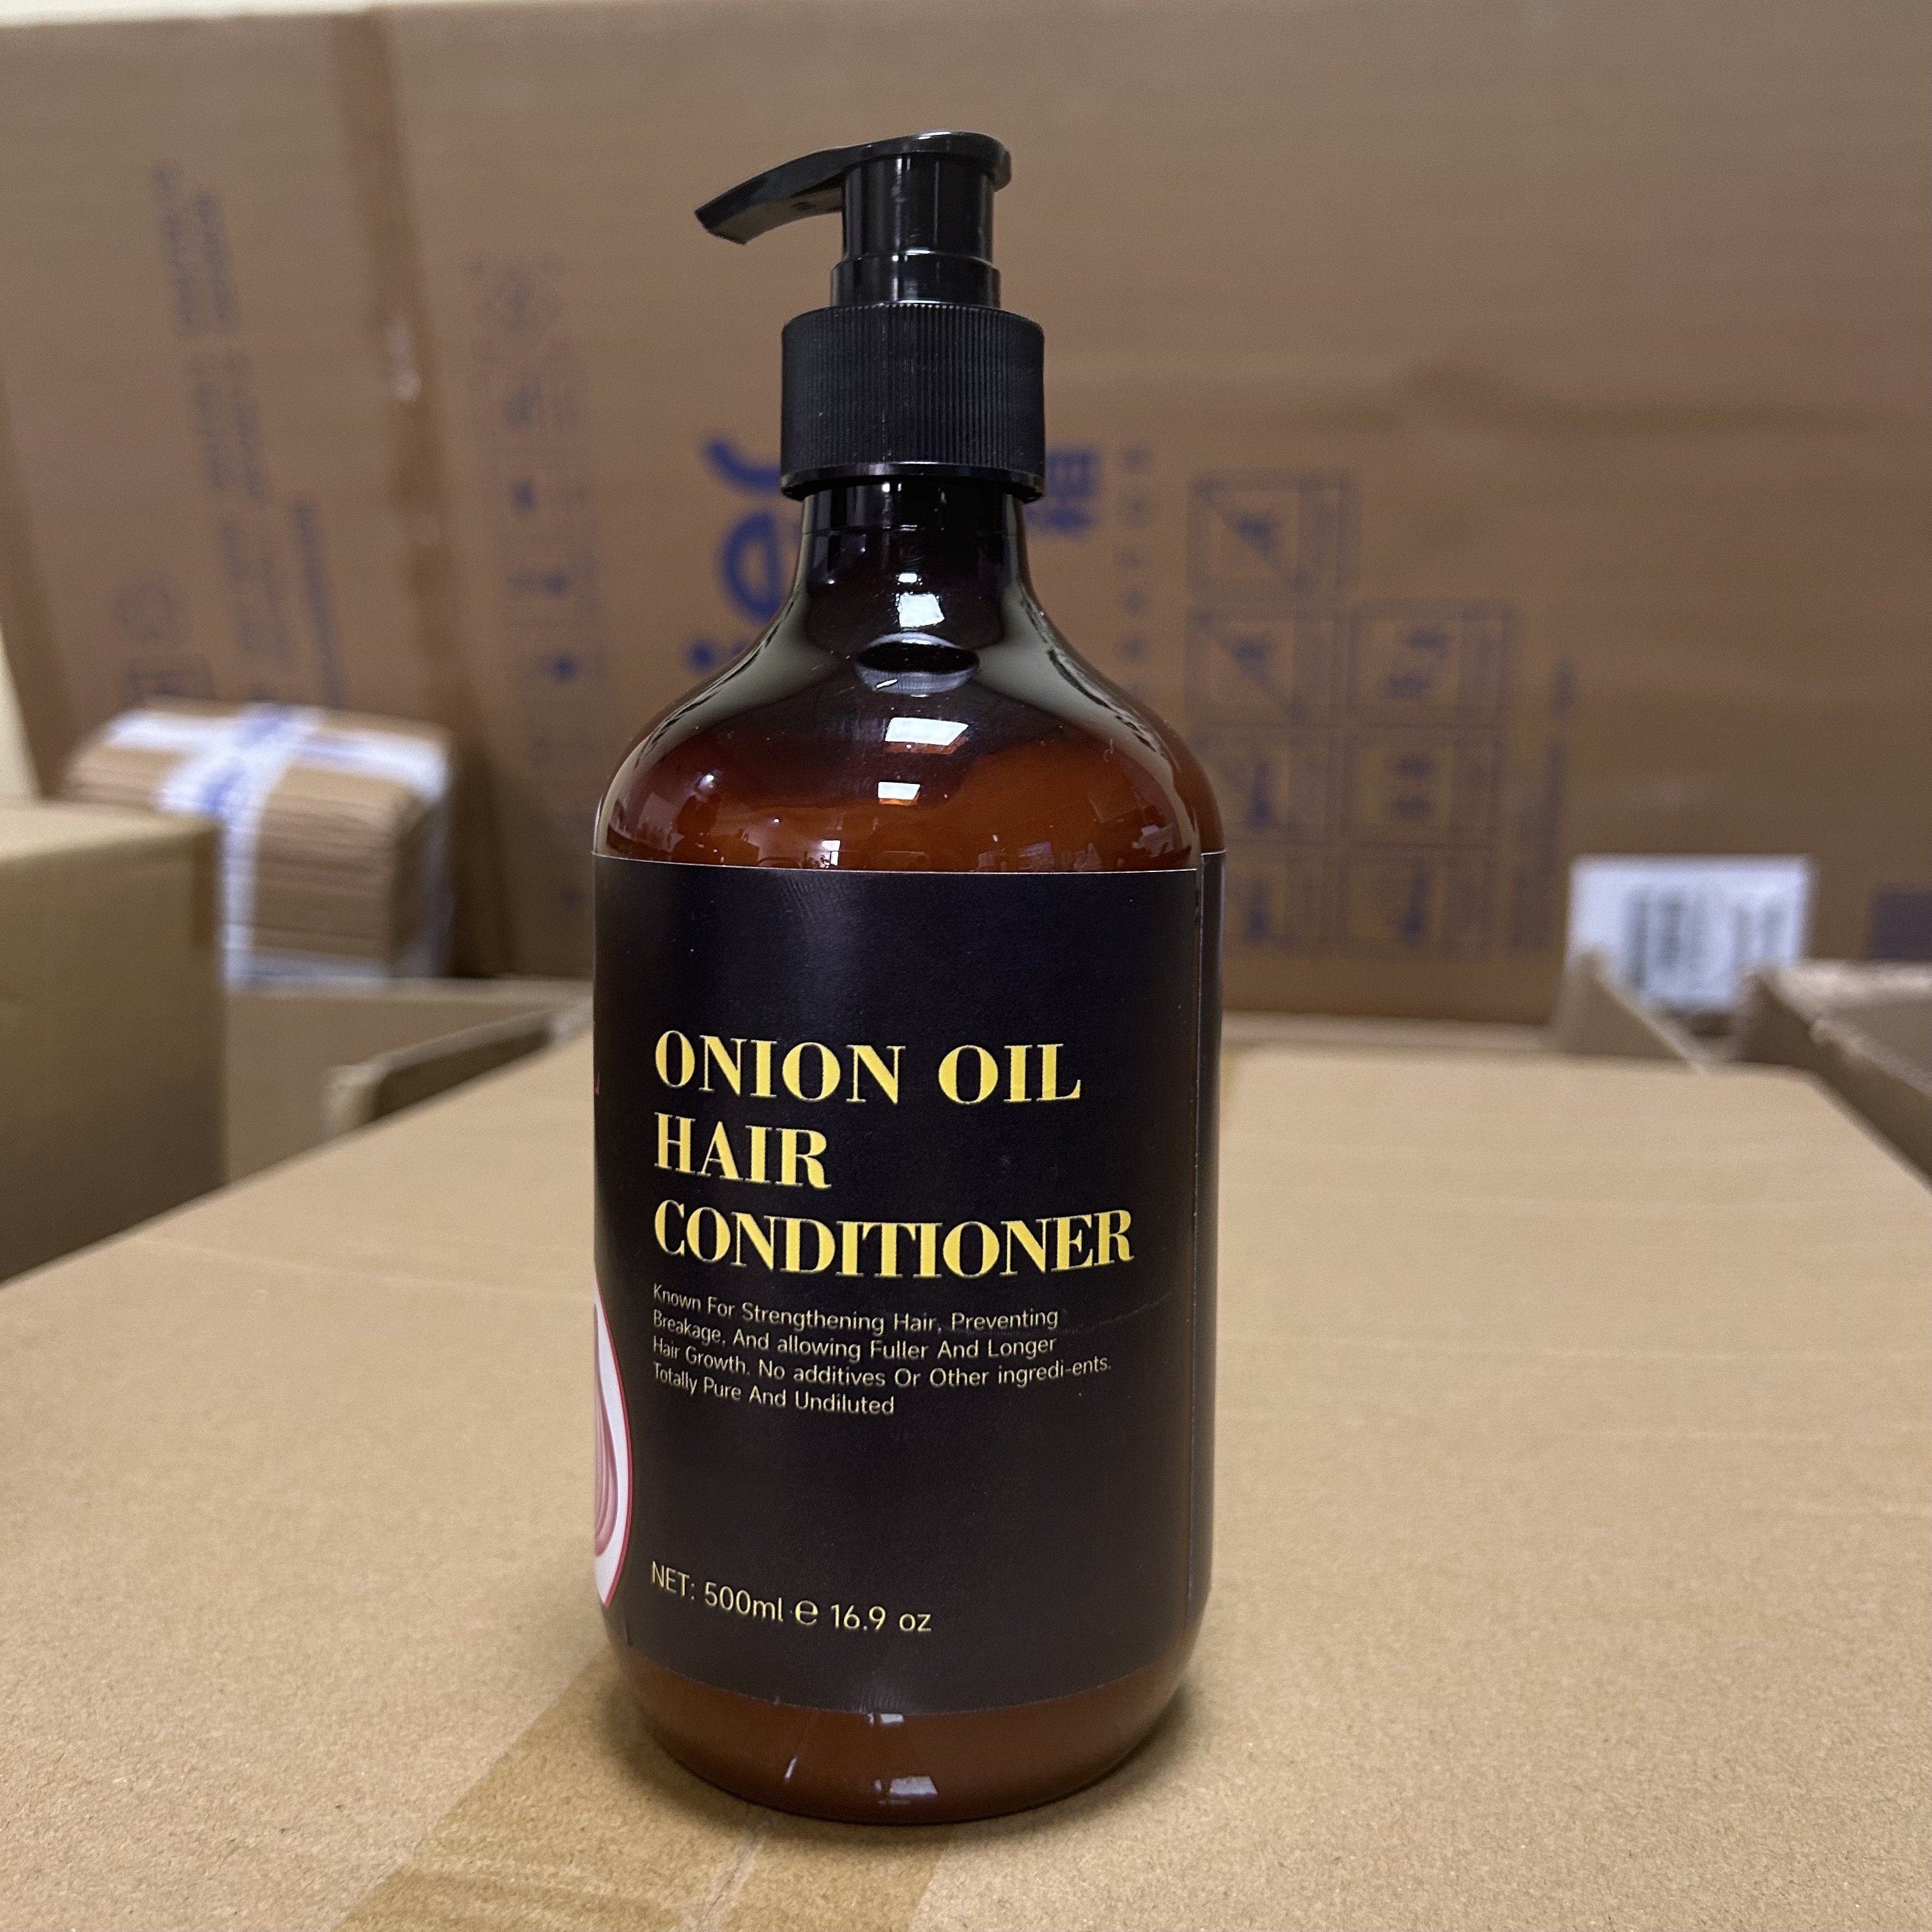 ONION OIL
HAIR
CONDITIONER
Known For Strengthening Hair, Preventing
Breakage, And allowing Fuller And Longer
Hair Growth. No additives Or Other ingredi-ents.
Totally Pure And Undiluted
NET: 500ml ℮ 16.9 oz